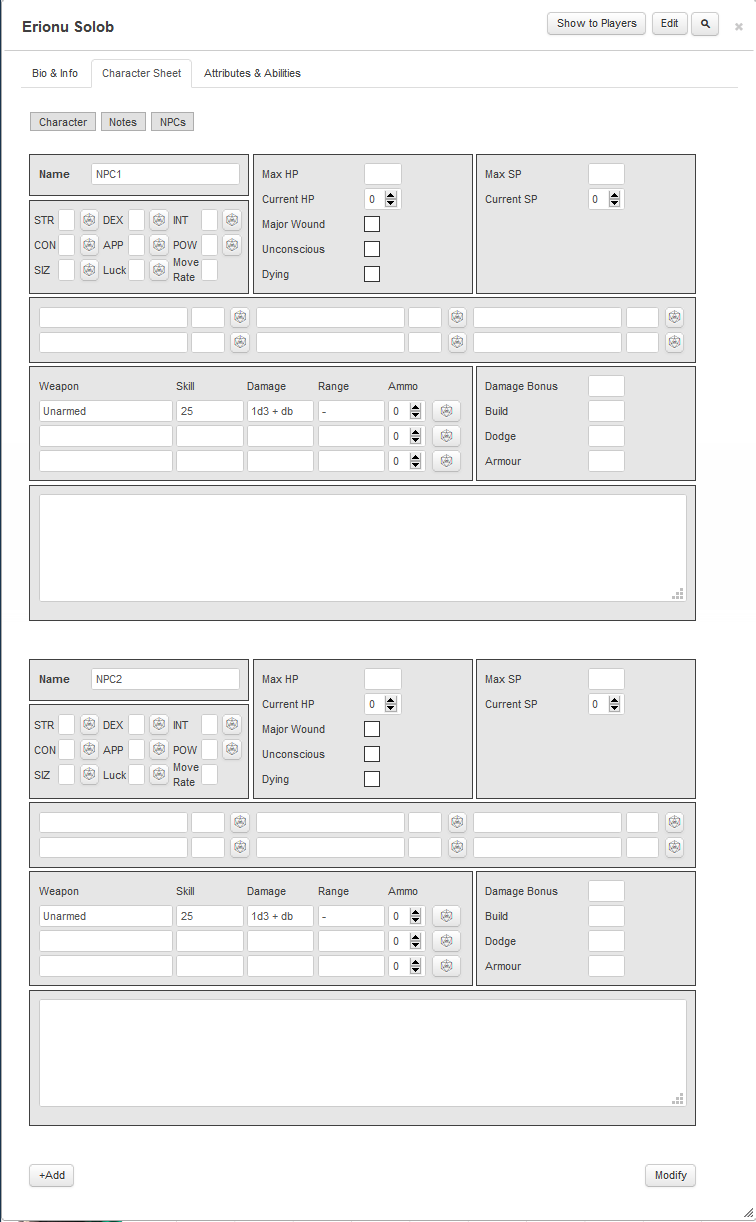 Erionu Solob
Show to Players Edit
Bio & Info Character Sheet Attributes & Abilities
Character Notes NPCs
Name NPC1 Max HP Max SP
Current HP 0 Current SP 0
STR DEX INT Major Wound
CON APP POW Unconscious
SIZ Luck Move Rate Dying
Weapon Skill Damage Range Ammo Damage Bonus
Unarmed 25 1d3 + db - 0 Build
0 Dodge
0 Armour
Name NPC2 Max HP Max SP
Current HP 0 Current SP 0
STR DEX INT Major Wound
CON APP POW Unconscious
SIZ Luck Move Rate Dying
Weapon Skill Damage Range Ammo Damage Bonus
Unarmed 25 1d3 + db - 0 Build
0 Dodge
0 Armour
+Add Modify